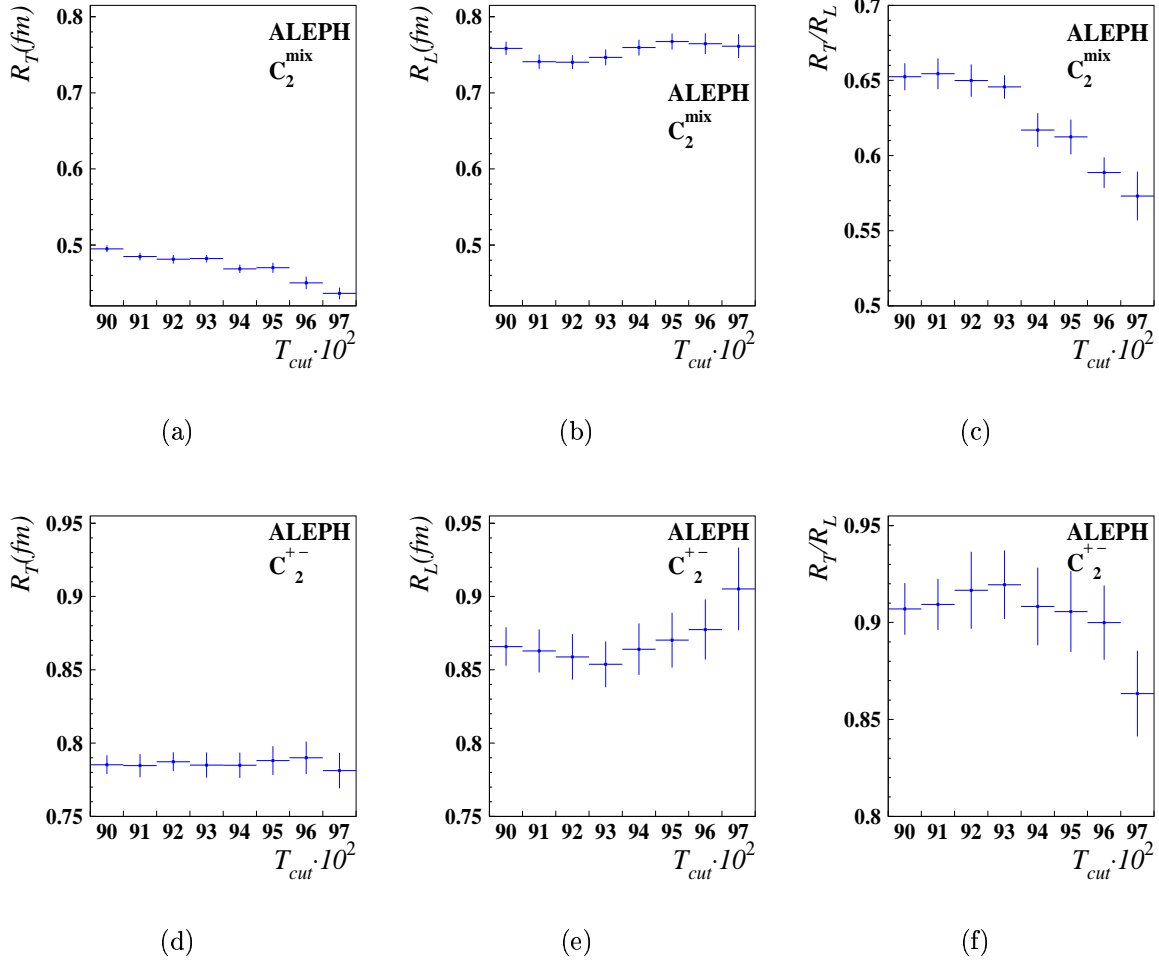 R_T(fm)
0.8
0.7
0.6
0.5
ALEPH
C_2^mix
90 91 92 93 94 95 96 97
T_cut·10^2
(a)
R_L(fm)
0.8
0.7
0.6
0.5
ALEPH
C_2^mix
90 91 92 93 94 95 96 97
T_cut·10^2
(b)
R_T/R_L
0.7
0.65
0.6
0.55
0.5
ALEPH
C_2^mix
90 91 92 93 94 95 96 97
T_cut·10^2
(c)
R_T(fm)
0.95
0.9
0.85
0.8
0.75
ALEPH
C_2^+−
90 91 92 93 94 95 96 97
T_cut·10^2
(d)
R_L(fm)
0.95
0.9
0.85
0.8
0.75
ALEPH
C_2^+−
90 91 92 93 94 95 96 97
T_cut·10^2
(e)
R_T/R_L
0.95
0.9
0.85
0.8
ALEPH
C_2^+−
90 91 92 93 94 95 96 97
T_cut·10^2
(f)